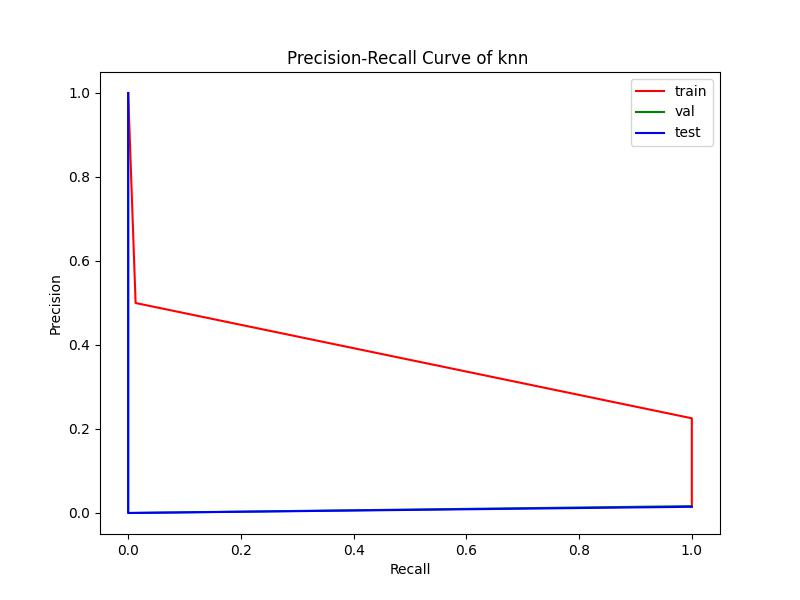 Precision-Recall Curve of knn
train
val
test
Precision
1.0
0.8
0.6
0.4
0.2
0.0
0.0 0.2 0.4 0.6 0.8 1.0
Recall